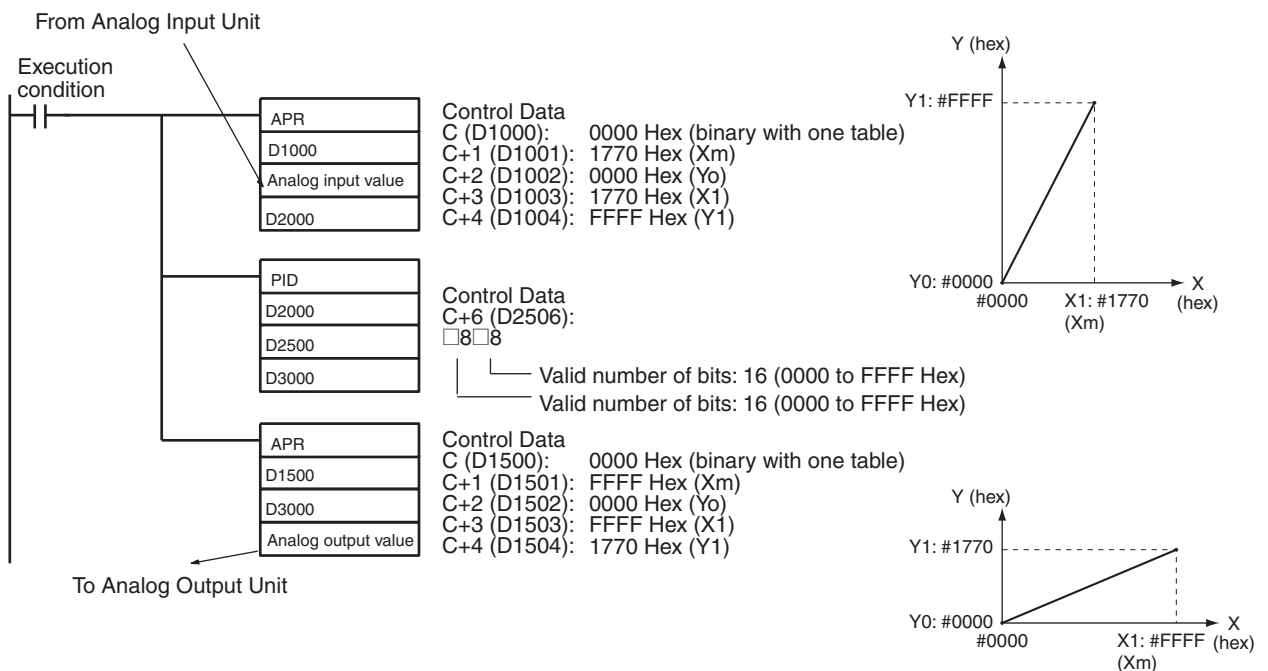 From Analog Input Unit
Execution
condition
APR
D1000
Analog input value
D2000
Control Data
C (D1000): 0000 Hex (binary with one table)
C+1 (D1001): 1770 Hex (Xm)
C+2 (D1002): 0000 Hex (Yo)
C+3 (D1003): 1770 Hex (X1)
C+4 (D1004): FFFF Hex (Y1)
Y (hex)
Y1: #FFFF
Y0: #0000
#0000
X1: #1770
(Xm)
X
(hex)
PID
D2000
D2500
D3000
Control Data
C+6 (D2506):
□8□8
Valid number of bits: 16 (0000 to FFFF Hex)
Valid number of bits: 16 (0000 to FFFF Hex)
APR
D1500
D3000
Analog output value
To Analog Output Unit
Control Data
C (D1500): 0000 Hex (binary with one table)
C+1 (D1501): FFFF Hex (Xm)
C+2 (D1502): 0000 Hex (Yo)
C+3 (D1503): FFFF Hex (X1)
C+4 (D1504): 1770 Hex (Y1)
Y (hex)
Y1: #1770
Y0: #0000
#0000
X1: #FFFF
(Xm)
X
(hex)